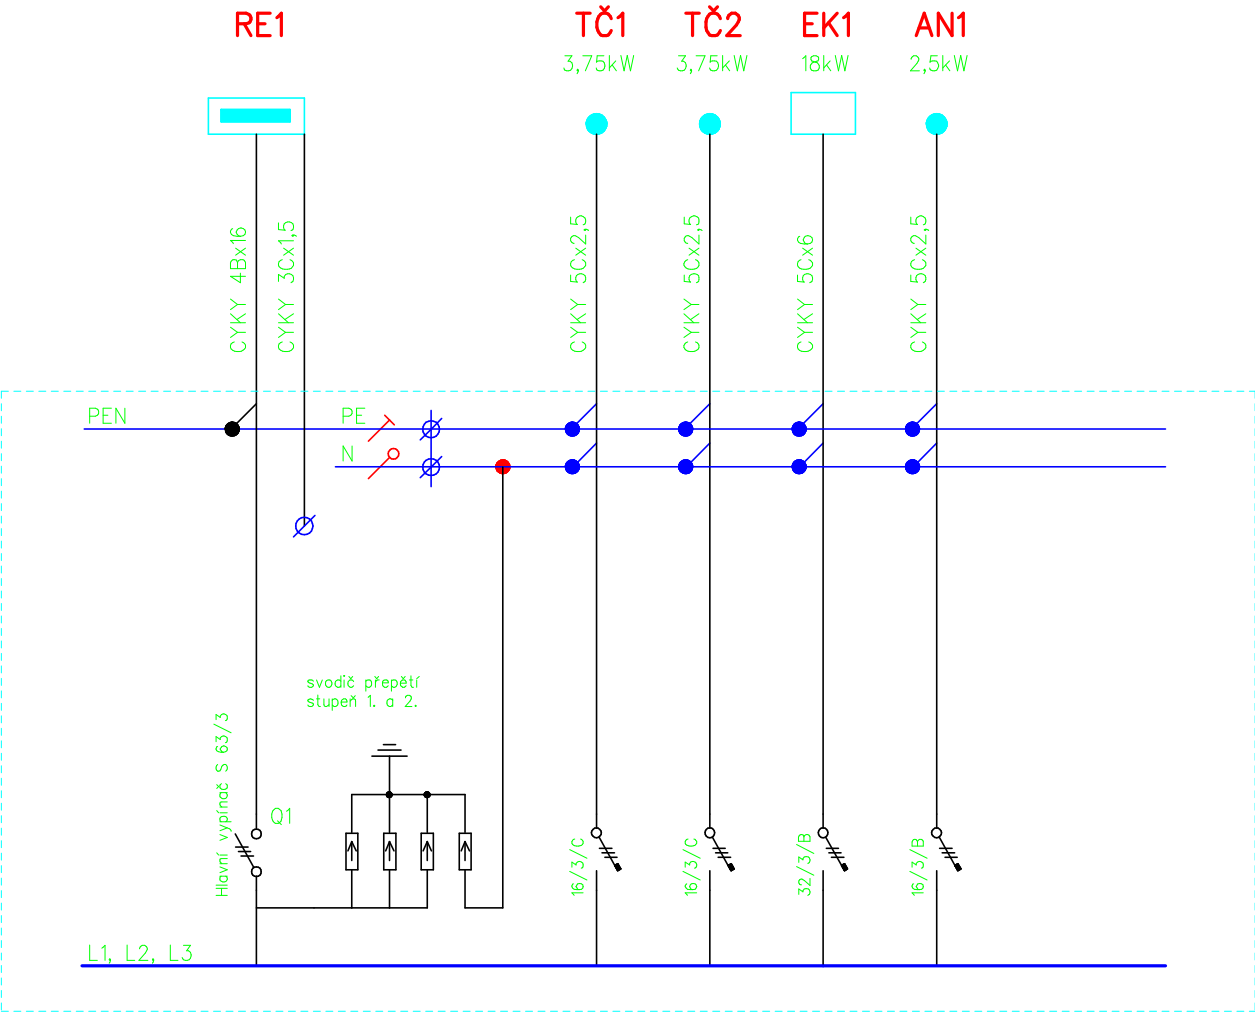 RE1
TČ1
TČ2
EK1
AN1
3,75kW
3,75kW
18kW
2,5kW
CYKY 4Bx16
CYKY 3Cx1,5
CYKY 5Cx2,5
CYKY 5Cx2,5
CYKY 5Cx6
CYKY 5Cx2,5
PEN
PE
N
svodič přepětí
stupeň 1. a 2.
Hlavní vypínač S 63/3
Q1
16/3/C
16/3/C
32/3/B
16/3/B
L1, L2, L3